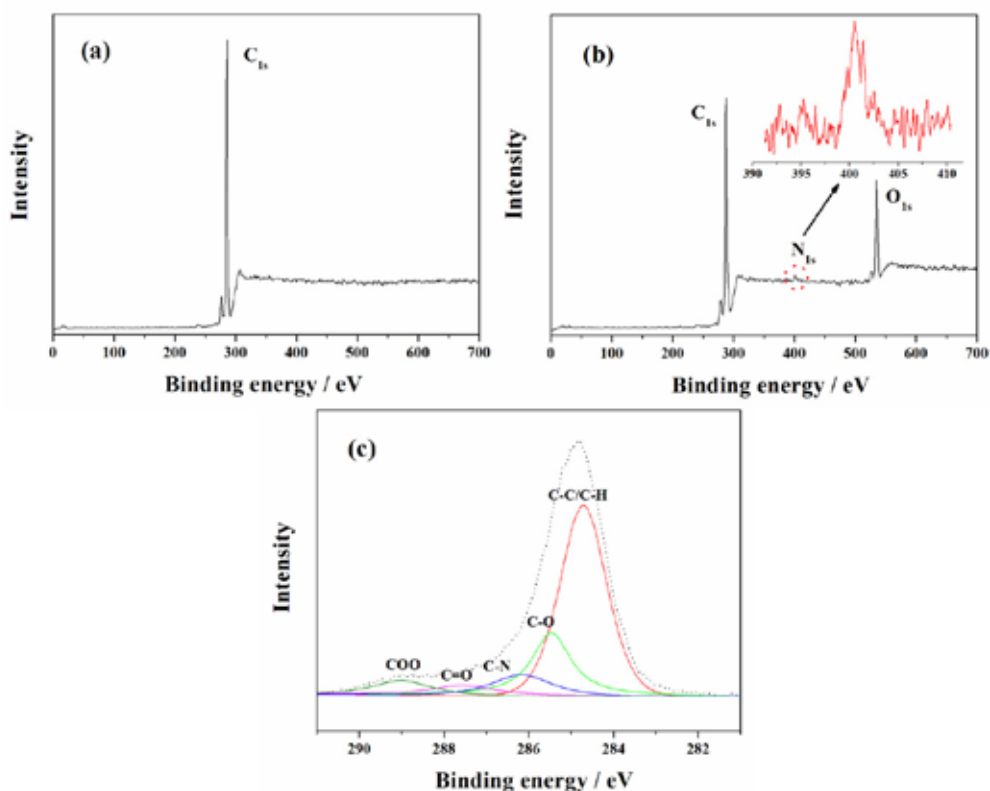 (a)
C1s
Intensity
0 100 200 300 400 500 600 700
Binding energy / eV
(b)
C1s
390 395 400 405 410
O1s
N1s
Intensity
0 100 200 300 400 500 600 700
Binding energy / eV
(c)
C-C/C-H
C-O
COO
C=O
C-N
Intensity
290 288 286 284 282
Binding energy / eV